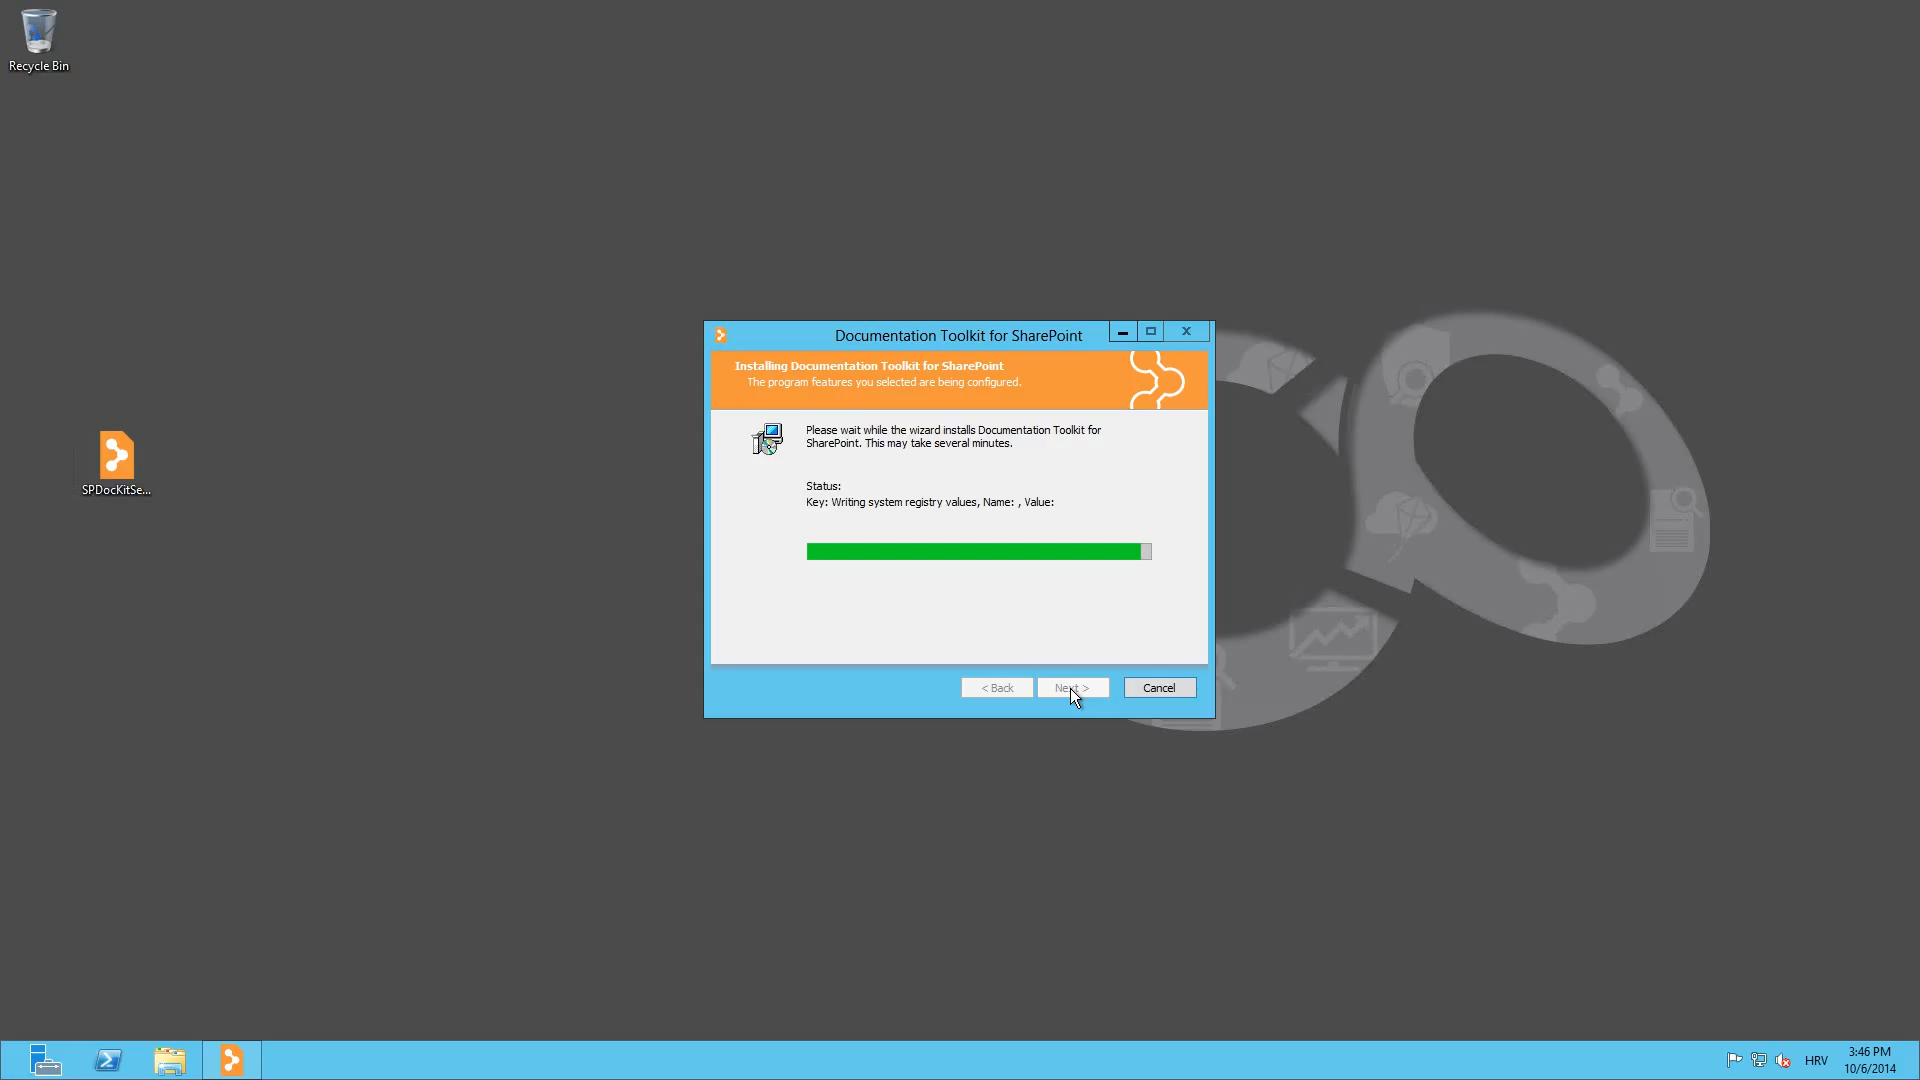 Recycle Bin
SPDocKitSe...
Documentation Toolkit for SharePoint
Installing Documentation Toolkit for SharePoint
The program features you selected are being configured.
Please wait while the wizard installs Documentation Toolkit for
SharePoint. This may take several minutes.
Status:
Key: Writing system registry values, Name: , Value:
< Back
Next >
Cancel
HRV
3:46 PM
10/6/2014